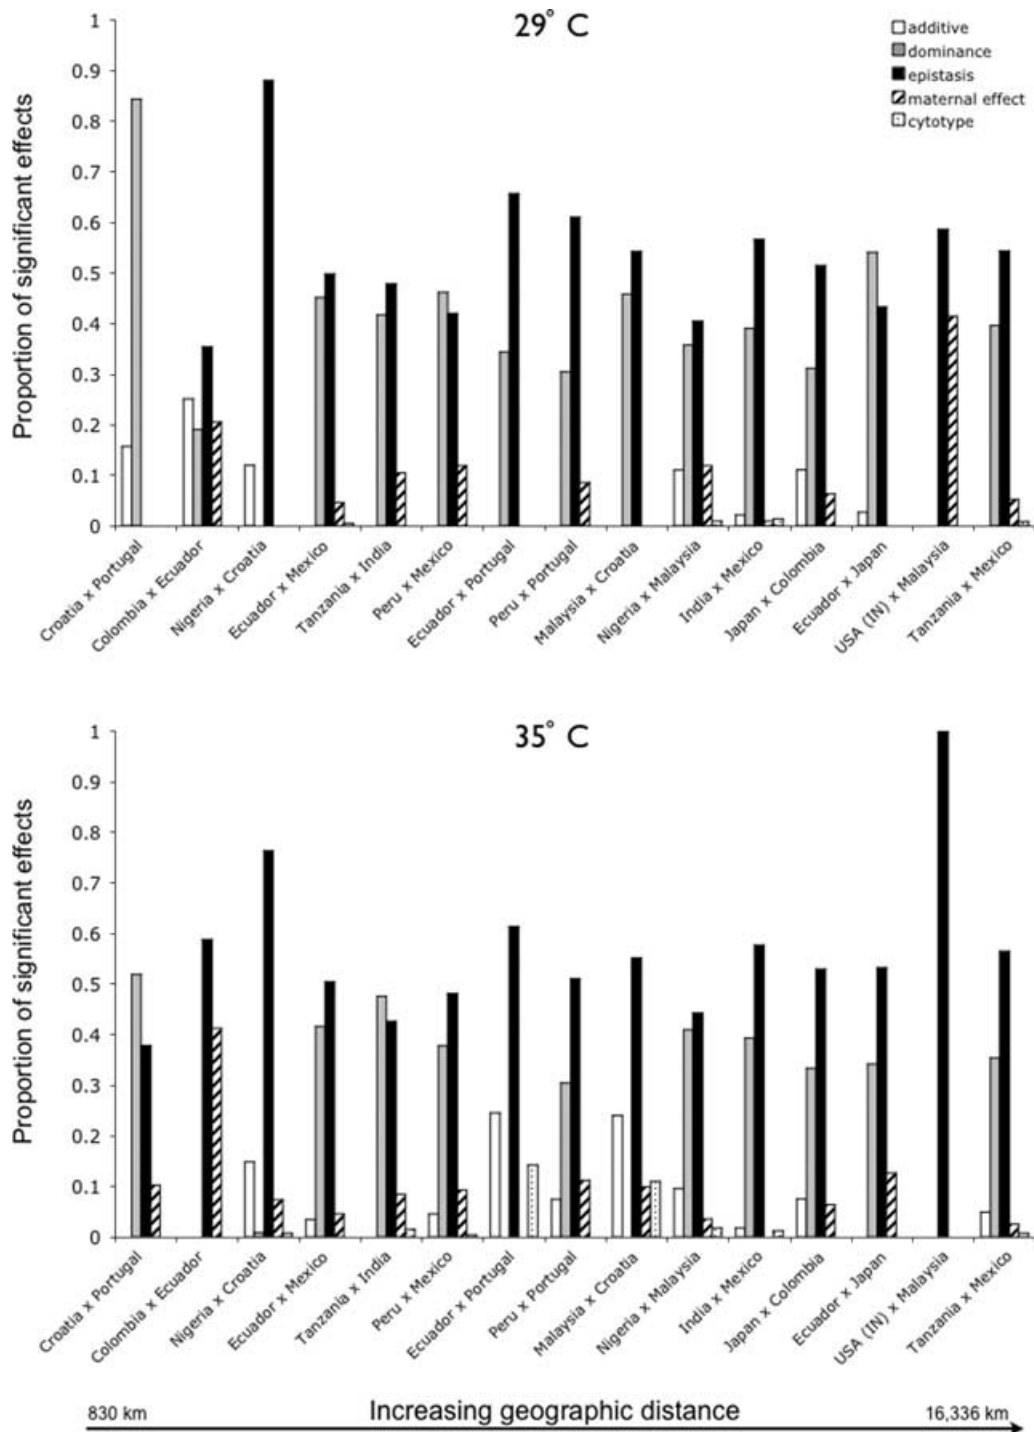 29° C
additive
dominance
epistasis
maternal effect
cytotype
Proportion of significant effects
1
0.9
0.8
0.7
0.6
0.5
0.4
0.3
0.2
0.1
0
Croatia x Portugal
Colombia x Ecuador
Nigeria x Croatia
Ecuador x Mexico
Tanzania x India
Peru x Mexico
Ecuador x Portugal
Peru x Portugal
Malaysia x Croatia
Nigeria x Malaysia
India x Mexico
Japan x Colombia
Ecuador x Japan
USA (IN) x Malaysia
Tanzania x Mexico
35° C
Proportion of significant effects
1
0.9
0.8
0.7
0.6
0.5
0.4
0.3
0.2
0.1
0
Croatia x Portugal
Colombia x Ecuador
Nigeria x Croatia
Ecuador x Mexico
Tanzania x India
Peru x Mexico
Ecuador x Portugal
Peru x Portugal
Malaysia x Croatia
Nigeria x Malaysia
India x Mexico
Japan x Colombia
Ecuador x Japan
USA (IN) x Malaysia
Tanzania x Mexico
830 km Increasing geographic distance 16,336 km